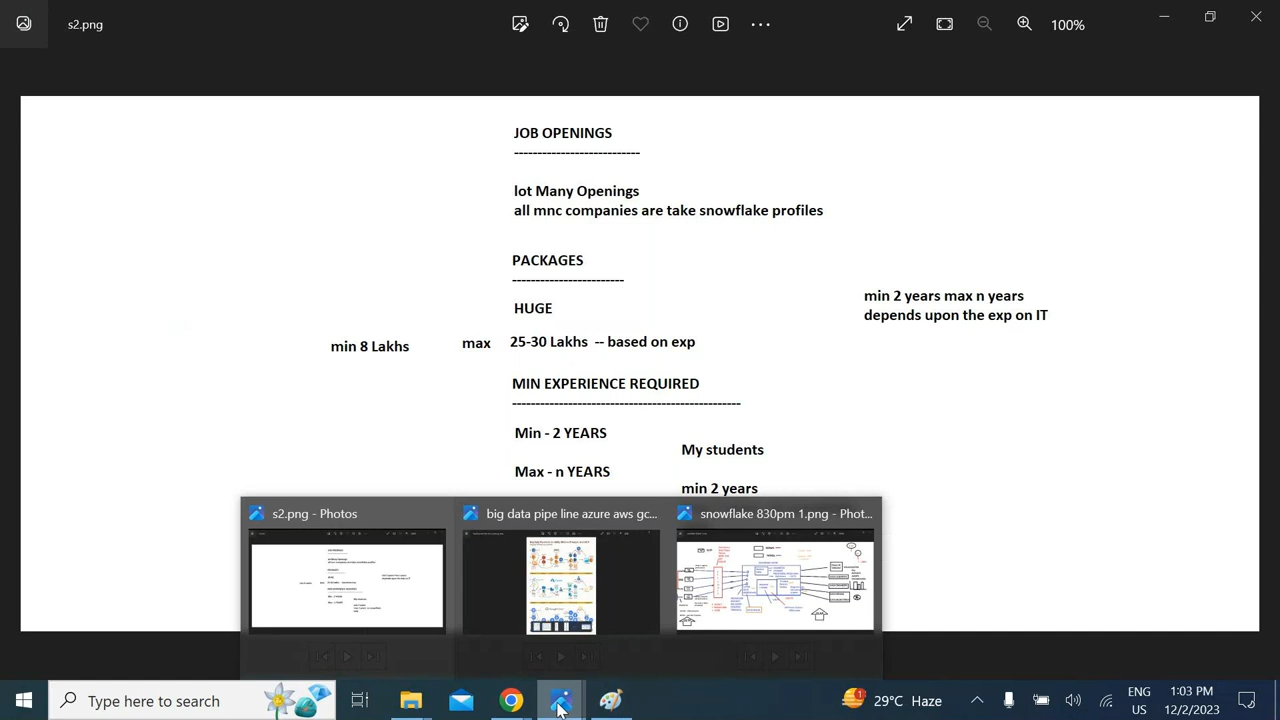 s2.png
100%
JOB OPENINGS
---------------------------
lot Many Openings
all mnc companies are take snowflake profiles
PACKAGES
------------------------
HUGE
min 2 years max n years
depends upon the exp on IT
min 8 Lakhs max 25-30 Lakhs -- based on exp
MIN EXPERIENCE REQUIRED
-------------------------------------------------
Min - 2 YEARS
My students
Max - n YEARS
min 2 years
s2.png - Photos
big data pipe line azure aws gc...
snowflake 830pm 1.png - Phot...
Type here to search
29°C Haze
ENG
US
1:03 PM
12/2/2023